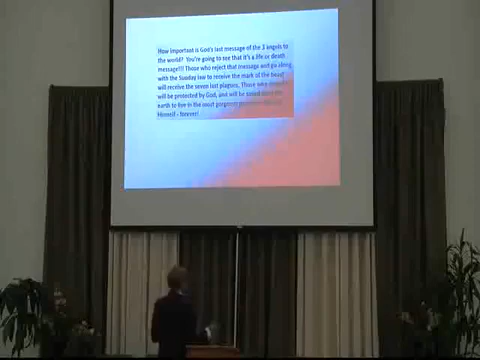 How important is God's last message of the 3 angels to
the world? You're going to see that it's a life or death
message!!! Those who reject that message and go along
with the Sunday law to receive the mark of the beast
will receive the seven last plagues. Those who
will be protected by God, and will be
earth to live in the most gorgeous
Himself - forever!